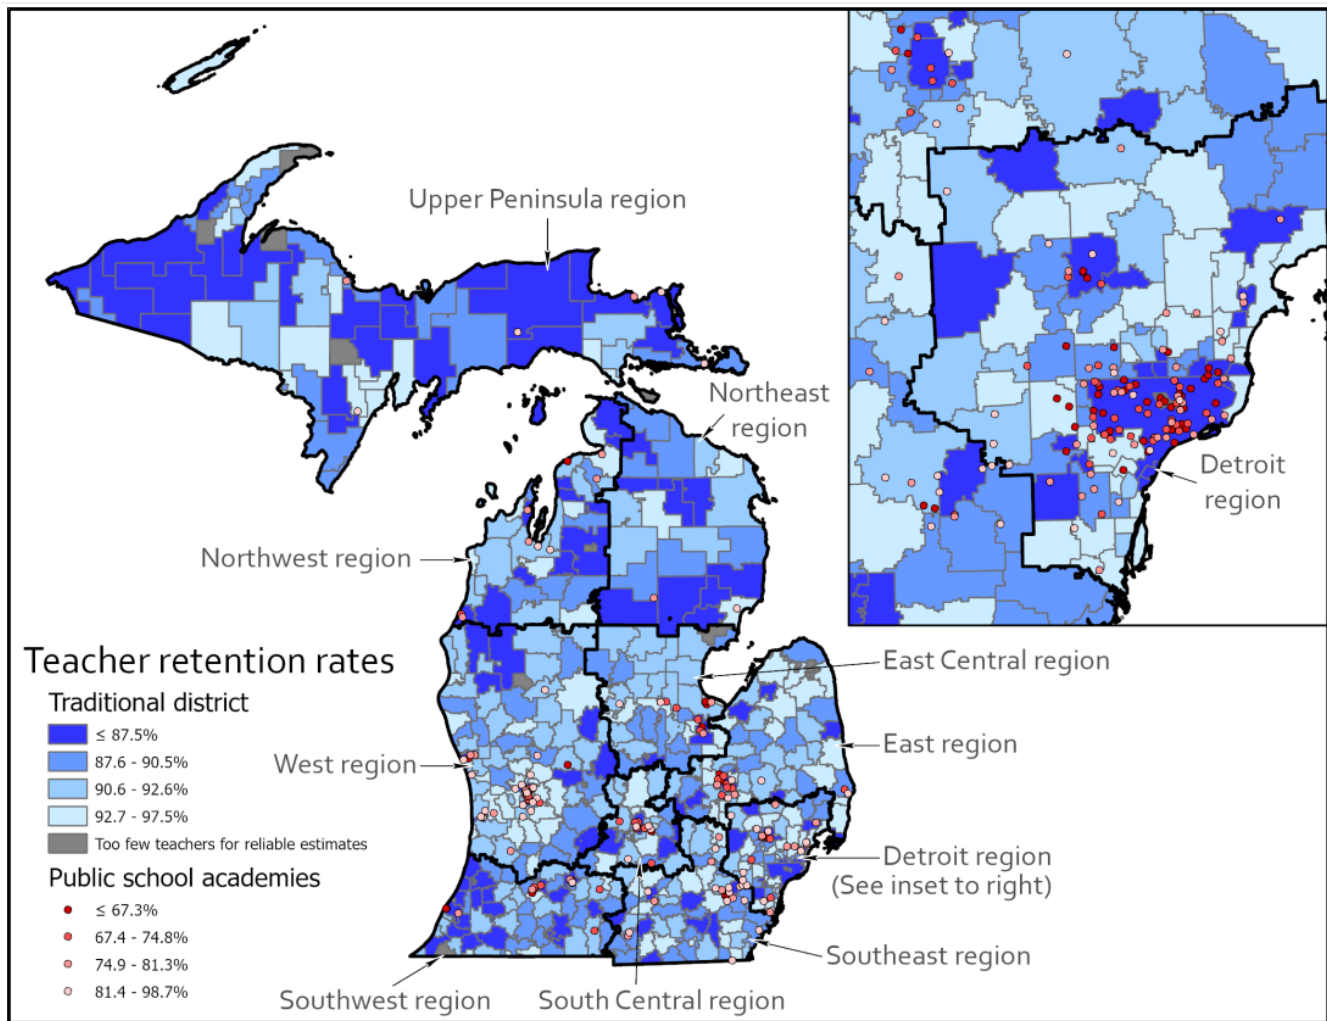 Upper Peninsula region
Northeast
region
Detroit
region
Northwest region
Teacher retention rates
Traditional district
≤ 87.5%
87.6 - 90.5%
90.6 - 92.6%
92.7 - 97.5%
Too few teachers for reliable estimates
Public school academies
≤ 67.3%
67.4 - 74.8%
74.9 - 81.3%
81.4 - 98.7%
East Central region
East region
West region
Detroit region
(See inset to right)
Southeast region
Southwest region
South Central region